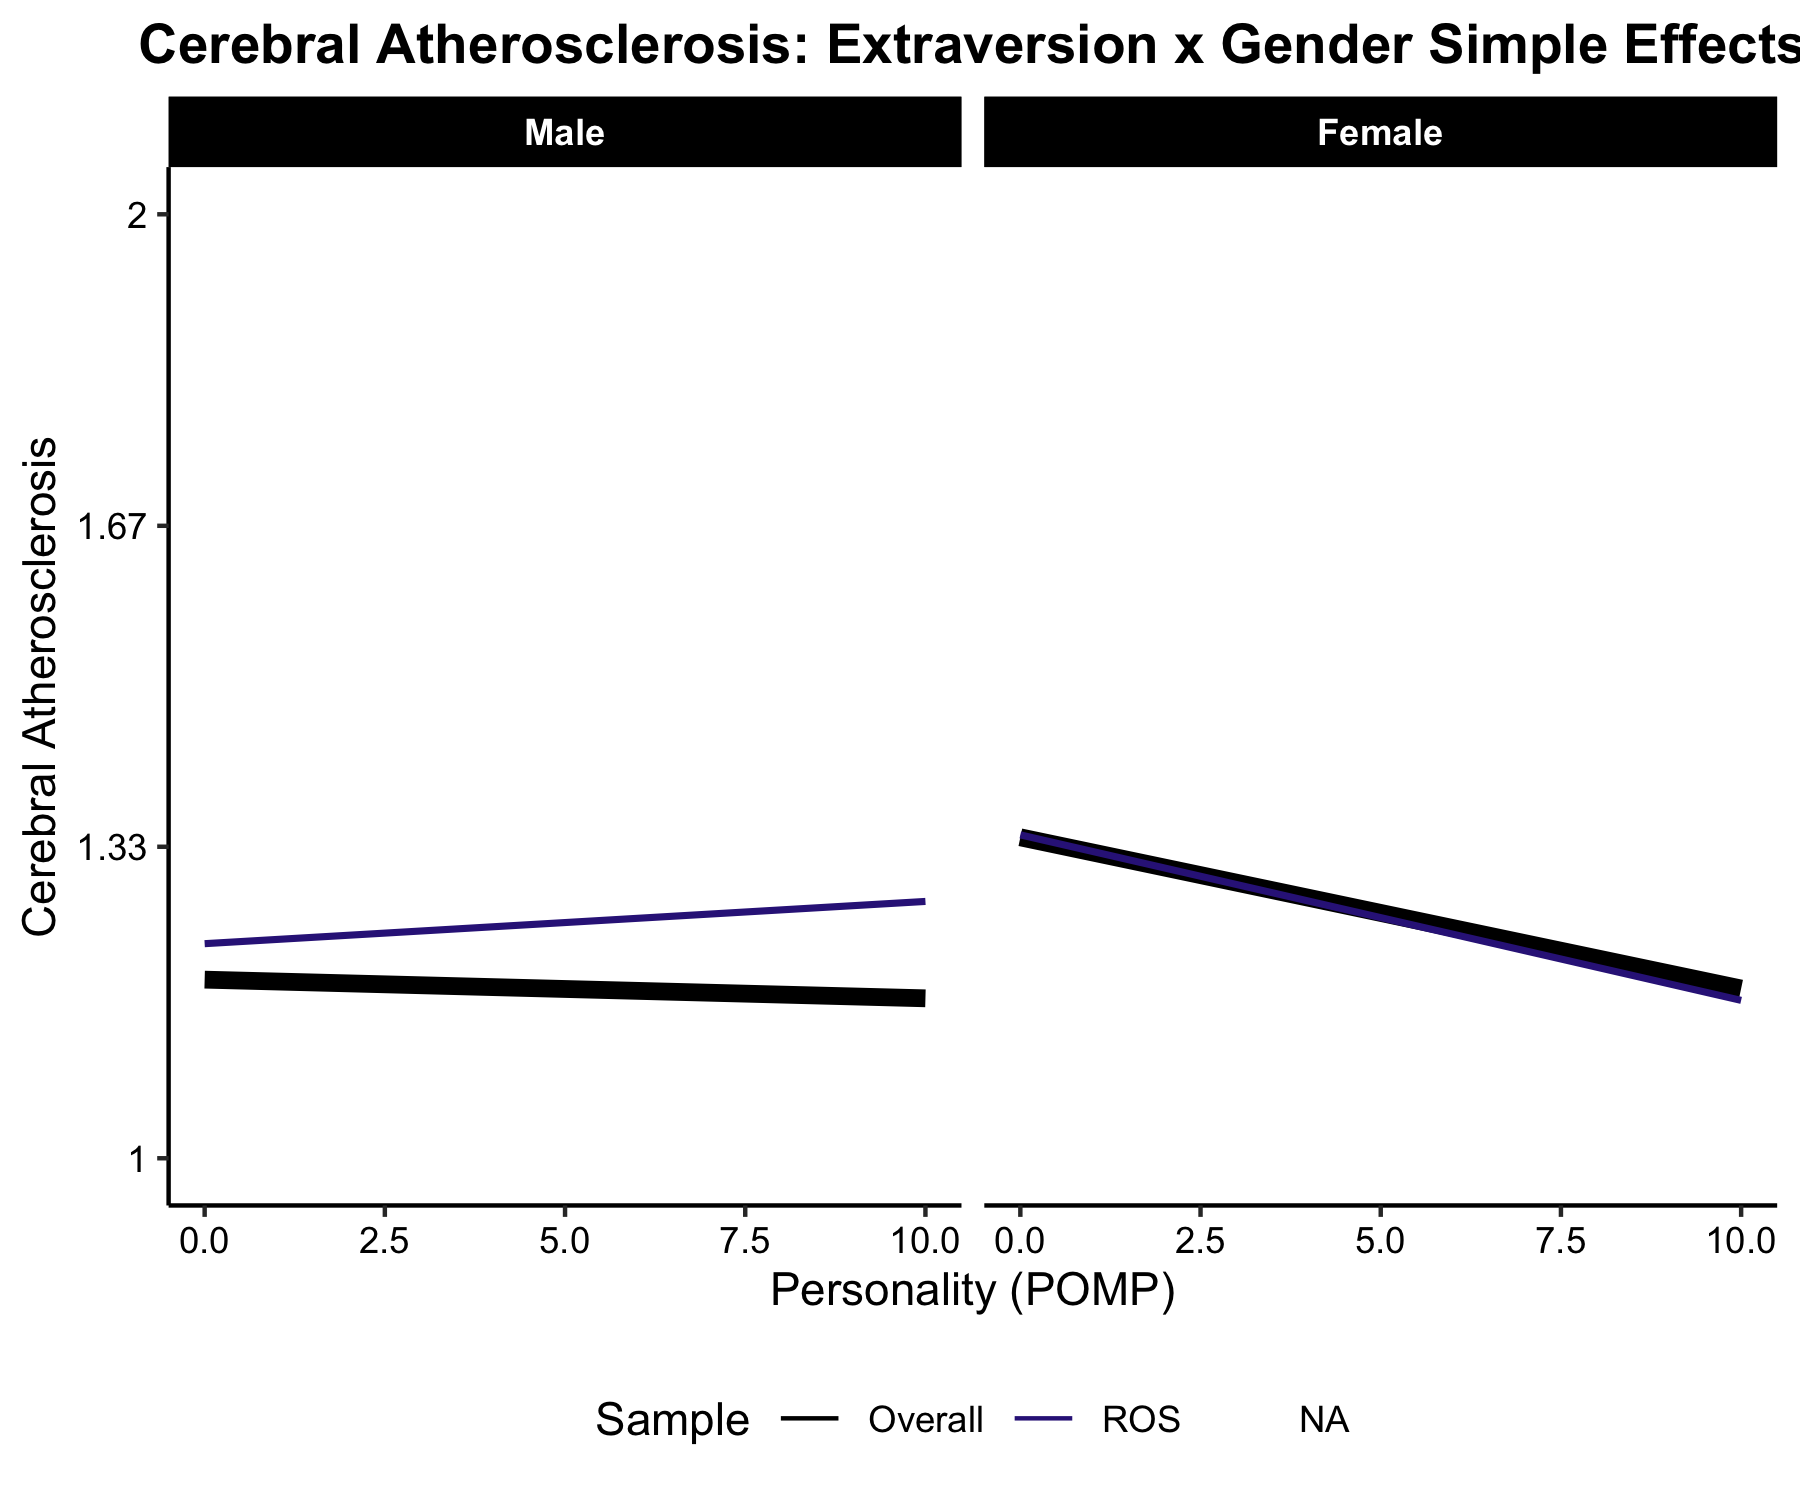 Cerebral Atherosclerosis: Extraversion x Gender Simple Effects
Male
Female
Cerebral Atherosclerosis
2
1.67
1.33
1
0.0 2.5 5.0 7.5 10.0
0.0 2.5 5.0 7.5 10.0
Personality (POMP)
Sample Overall ROS NA